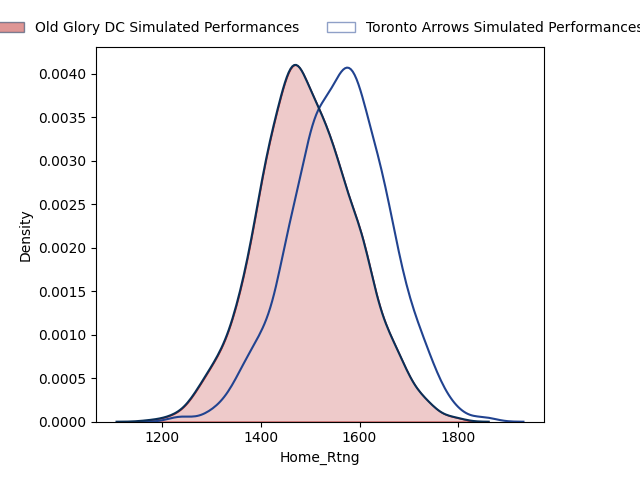 Old Glory DC Simulated Performances Toronto Arrows Simulated Performances
0.0040
0.0035
0.0030
0.0025
0.0020
0.0015
0.0010
0.0005
0.0000
Density
1200 1400 1600 1800
Home_Rtng